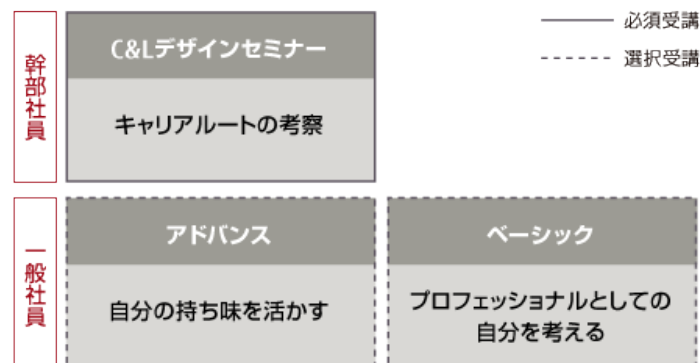 必須受講
選択受講
幹部社員
C&Lデザインセミナー
キャリアルートの考察
一般社員
アドバンス
自分の持ち味を活かす
ベーシック
プロフェッショナルとしての
自分を考える